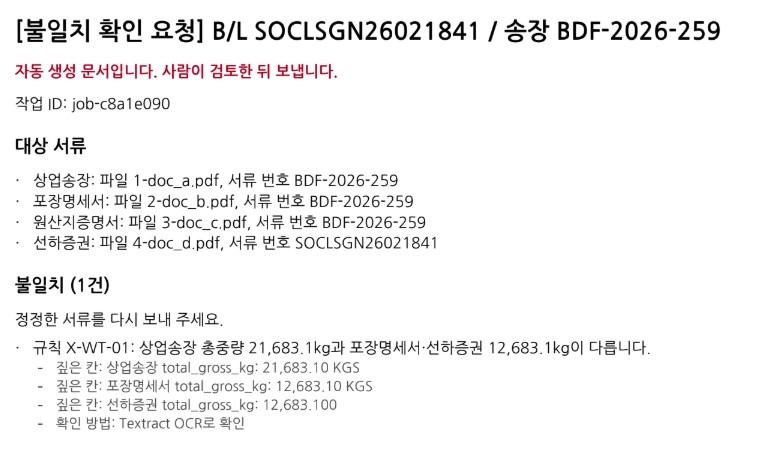 [불일치 확인 요청] B/L SOCLSGN26021841 / 송장 BDF-2026-259
자동 생성 문서입니다. 사람이 검토한 뒤 보냅니다.
작업 ID: job-c8a1e090
대상 서류
· 상업송장: 파일 1-doc_a.pdf, 서류 번호 BDF-2026-259
· 포장명세서: 파일 2-doc_b.pdf, 서류 번호 BDF-2026-259
· 원산지증명서: 파일 3-doc_c.pdf, 서류 번호 BDF-2026-259
· 선하증권: 파일 4-doc_d.pdf, 서류 번호 SOCLSGN26021841
불일치 (1건)
정정한 서류를 다시 보내 주세요.
· 규칙 X-WT-01: 상업송장 총중량 21,683.1kg과 포장명세서·선하증권 12,683.1kg이 다릅니다.
- 짚은 칸: 상업송장 total_gross_kg: 21,683.10 KGS
- 짚은 칸: 포장명세서 total_gross_kg: 12,683.10 KGS
- 짚은 칸: 선하증권 total_gross_kg: 12,683.100
- 확인 방법: Textract OCR로 확인